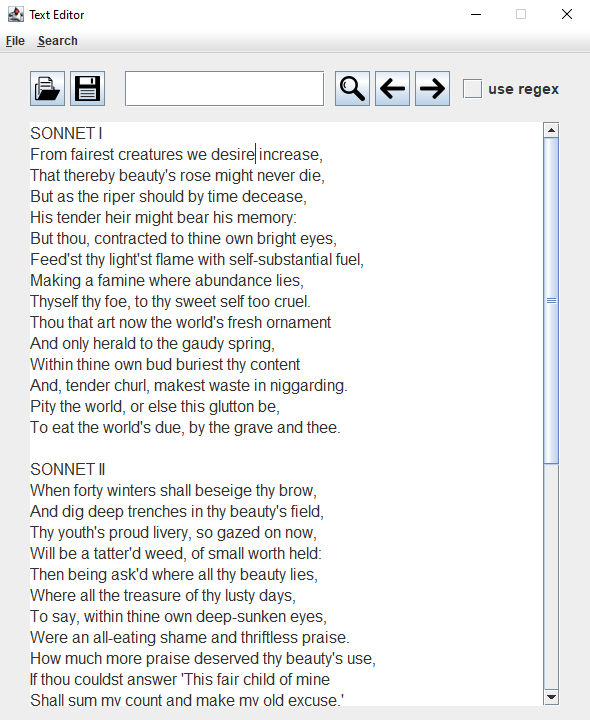 Text Editor
File Search
use regex
SONNET I
From fairest creatures we desire increase,
That thereby beauty's rose might never die,
But as the riper should by time decease,
His tender heir might bear his memory:
But thou, contracted to thine own bright eyes,
Feed'st thy light'st flame with self-substantial fuel,
Making a famine where abundance lies,
Thyself thy foe, to thy sweet self too cruel.
Thou that art now the world's fresh ornament
And only herald to the gaudy spring,
Within thine own bud buriest thy content
And, tender churl, makest waste in niggarding.
Pity the world, or else this glutton be,
To eat the world's due, by the grave and thee.

SONNET II
When forty winters shall beseige thy brow,
And dig deep trenches in thy beauty's field,
Thy youth's proud livery, so gazed on now,
Will be a tatter'd weed, of small worth held:
Then being ask'd where all thy beauty lies,
Where all the treasure of thy lusty days,
To say, within thine own deep-sunken eyes,
Were an all-eating shame and thriftless praise.
How much more praise deserved thy beauty's use,
If thou couldst answer 'This fair child of mine
Shall sum my count and make my old excuse.'